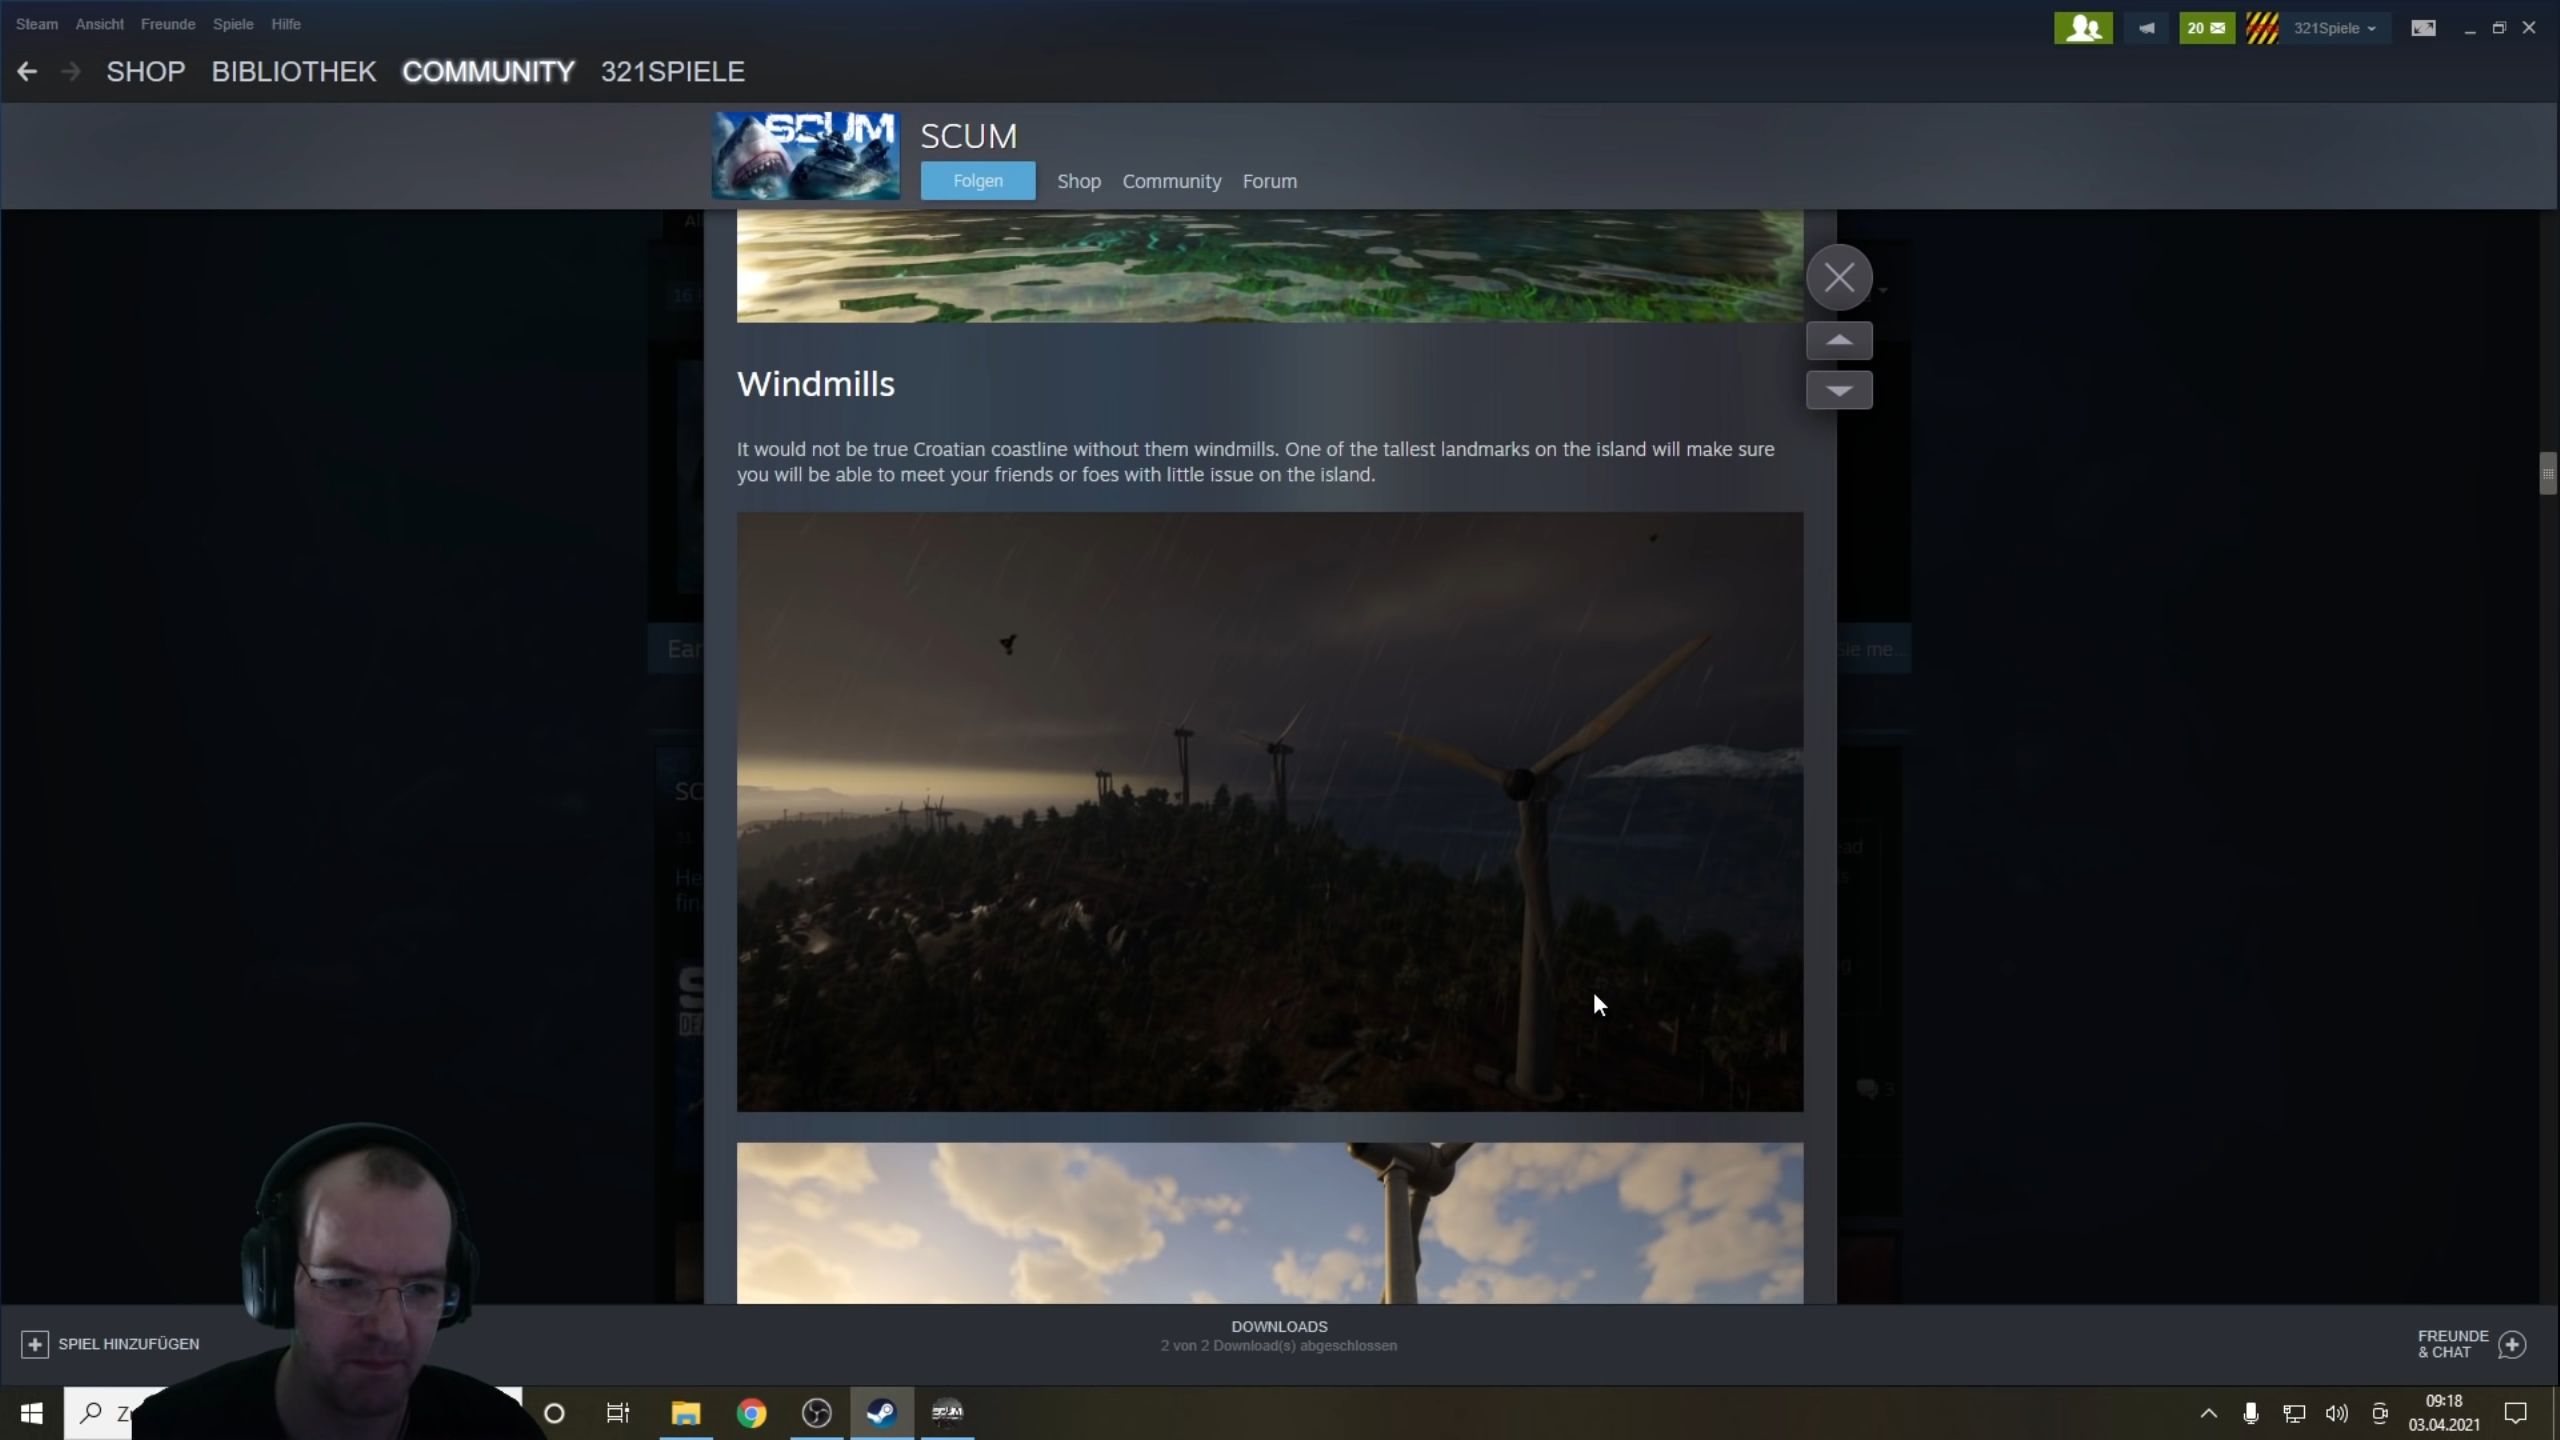 Steam Ansicht Freunde Spiele Hilfe
20 321Spiele
SHOP BIBLIOTHEK COMMUNITY 321SPIELE
SCUM
SCUM
Folgen Shop Community Forum
Windmills
It would not be true Croatian coastline without them windmills. One of the tallest landmarks on the island will make sure
you will be able to meet your friends or foes with little issue on the island.
SPIEL HINZUFÜGEN
DOWNLOADS
2 von 2 Download(s) abgeschlossen
FREUNDE
& CHAT
SCUM
09:18
03.04.2021